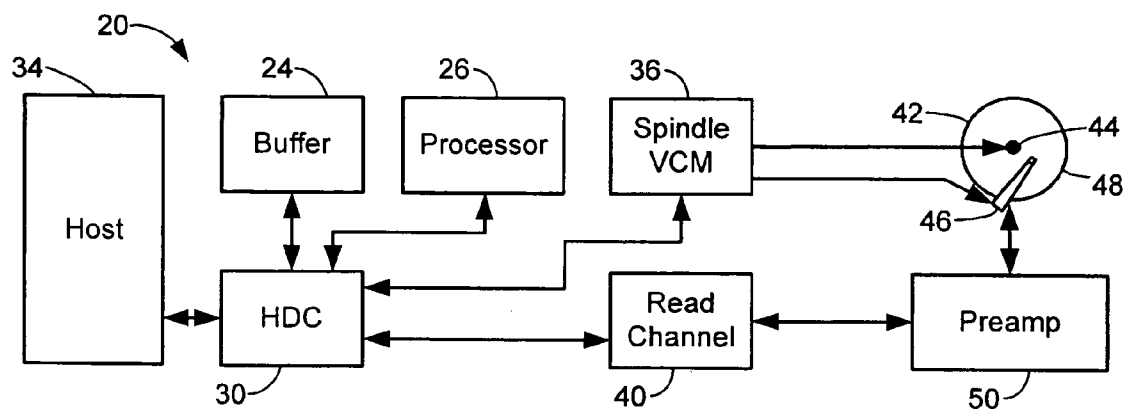 20
34
24
26
36
42
44
Buffer
Processor
Spindle
VCM
48
46
Host
HDC
Read
Channel
Preamp
30
40
50